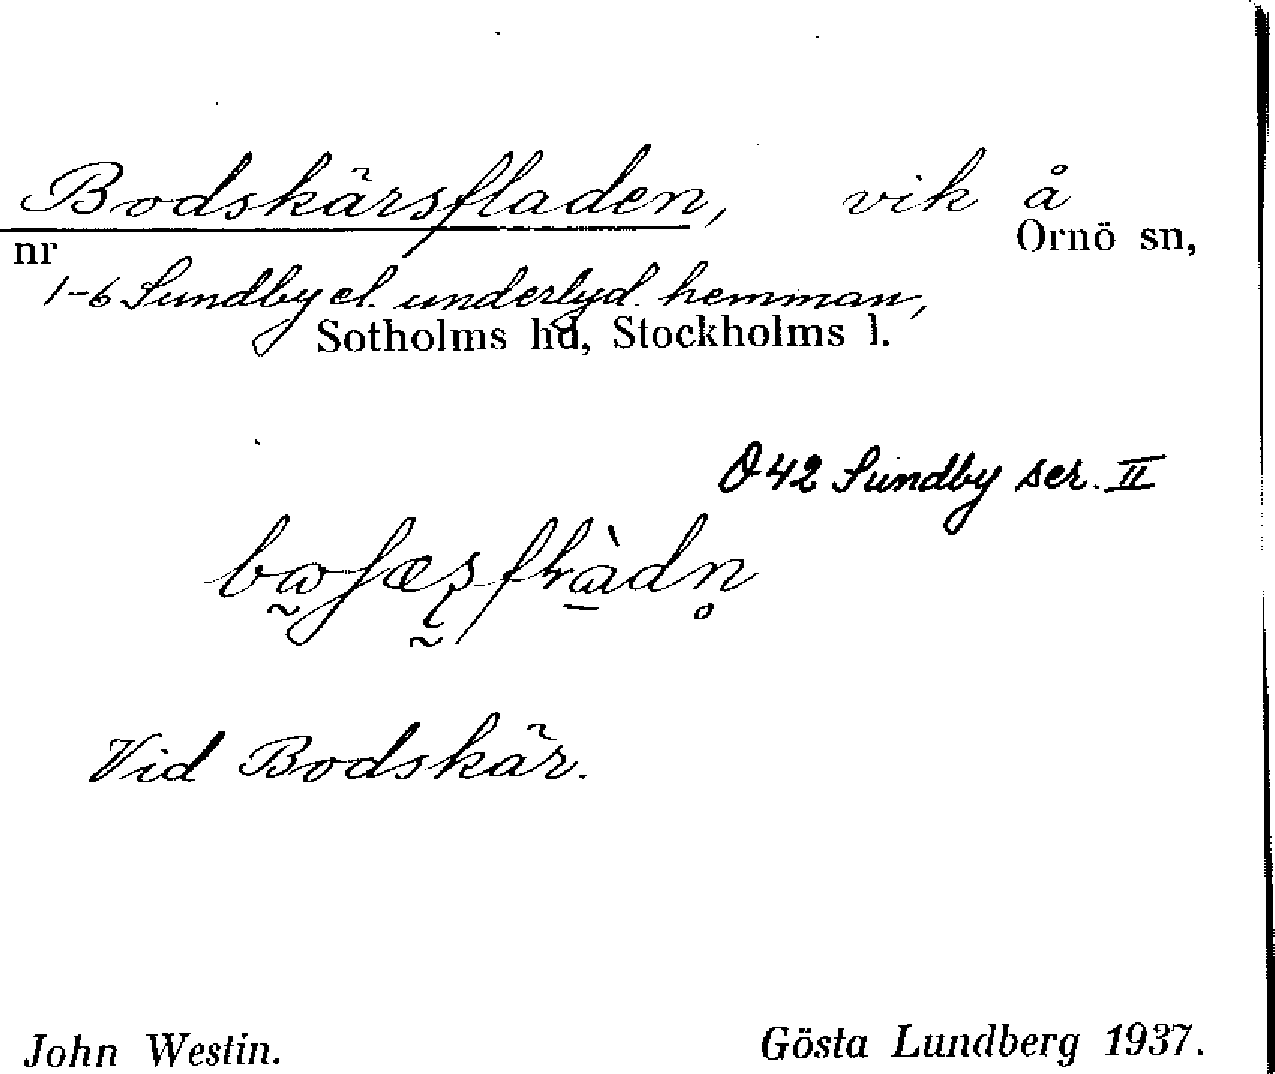 Bodskärsfladen, vik å
nr Ornö sn,
1-6 Sundby el. underlyd. hemman,
Sotholms hd, Stockholms l.
O 42 Sundby ser. II
Vid Bodskär.
John Westin. Gösta Lundberg 1937.